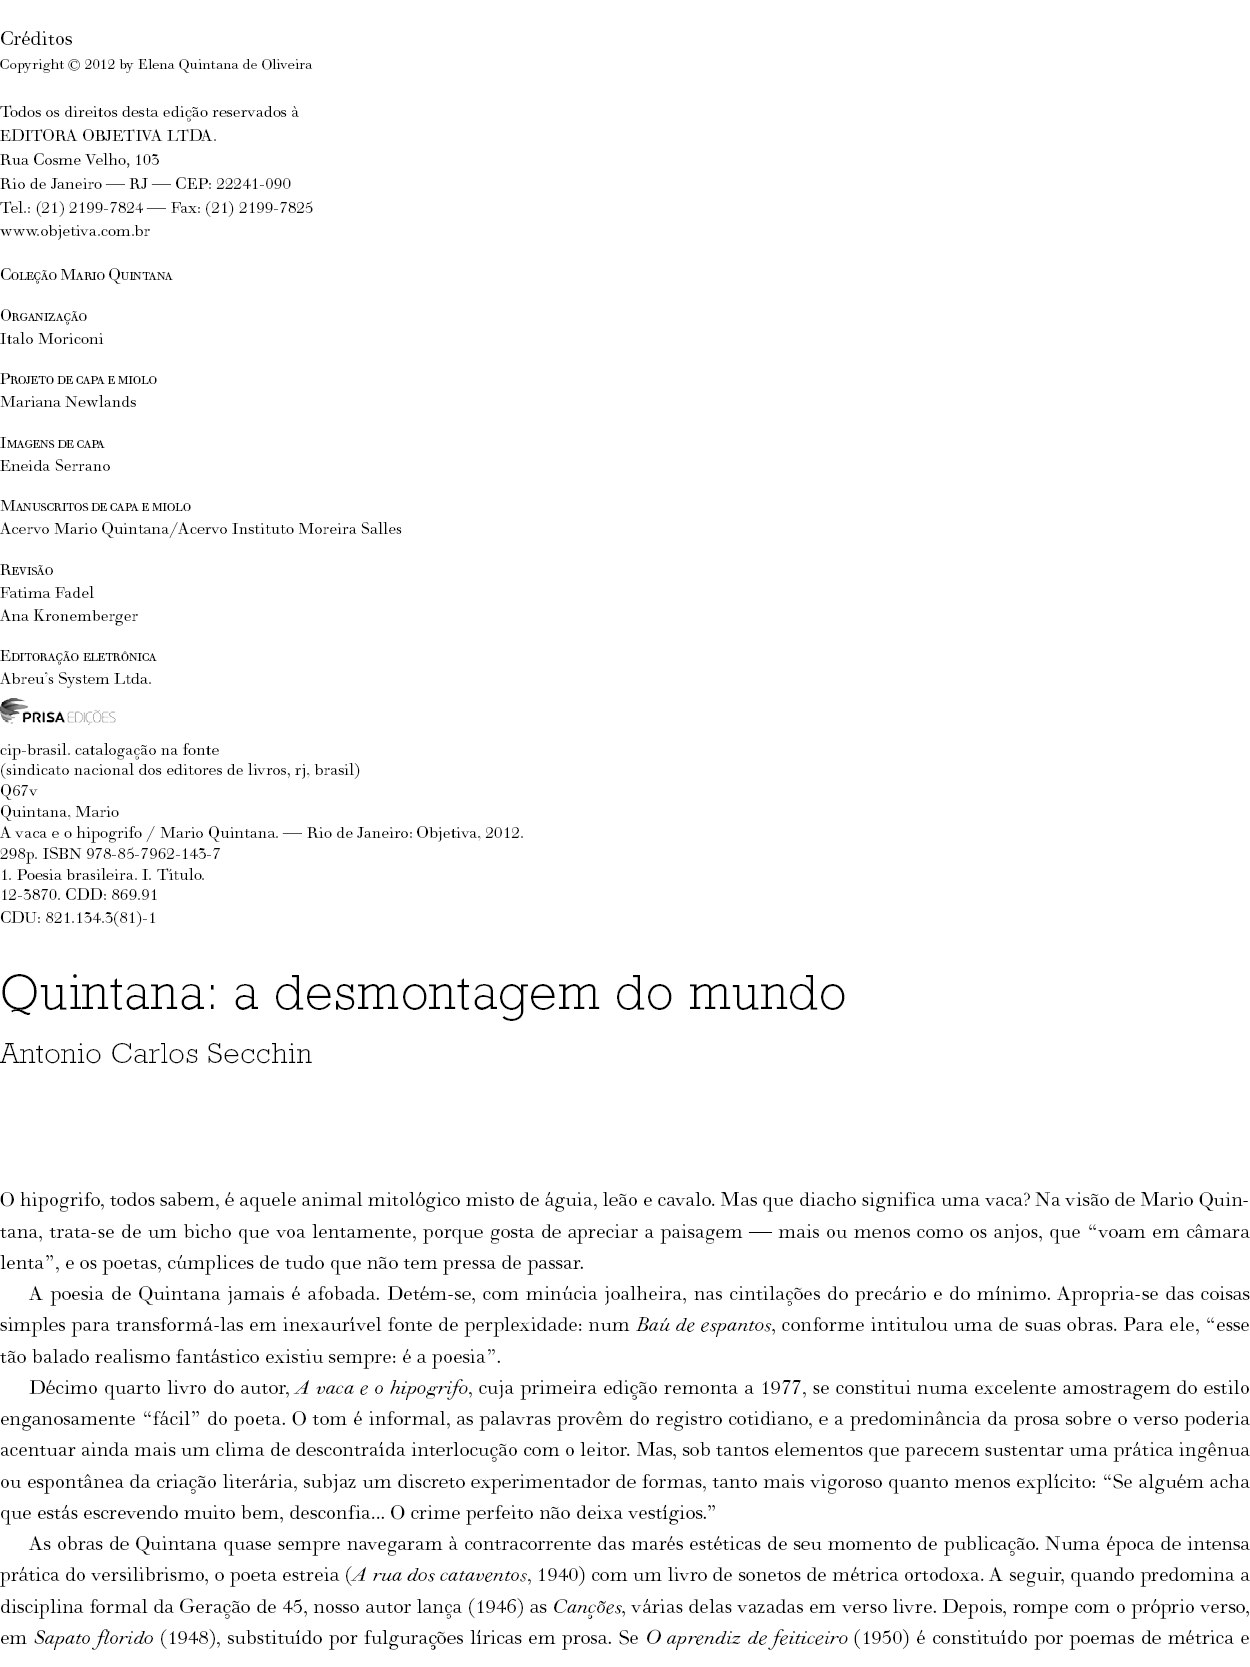 Créditos
Copyright © 2012 by Elena Quintana de Oliveira
Todos os direitos desta edição reservados à
EDITORA OBJETIVA LTDA.
Rua Cosme Velho, 103
Rio de Janeiro — RJ — CEP: 22241-090
Tel.: (21) 2199-7824 — Fax: (21) 2199-7825
www.objetiva.com.br
Coleção Mario Quintana
Organização
Italo Moriconi
Projeto de capa e miolo
Mariana Newlands
Imagens de capa
Eneida Serrano
Manuscritos de capa e miolo
Acervo Mario Quintana/Acervo Instituto Moreira Salles
Revisão
Fatima Fadel
Ana Kronemberger
Editoração eletrônica
Abreu’s System Ltda.
PRISA EDIÇÕES
cip-brasil. catalogação na fonte
(sindicato nacional dos editores de livros, rj, brasil)
Q67v
Quintana, Mario
A vaca e o hipogrifo / Mario Quintana. — Rio de Janeiro: Objetiva, 2012.
298p. ISBN 978-85-7962-143-7
1. Poesia brasileira. I. Título.
12-3870. CDD: 869.91
CDU: 821.134.3(81)-1
Quintana: a desmontagem do mundo
Antonio Carlos Secchin
O hipogrifo, todos sabem, é aquele animal mitológico misto de águia, leão e cavalo. Mas que diacho significa uma vaca? Na visão de Mario Quin-
tana, trata-se de um bicho que voa lentamente, porque gosta de apreciar a paisagem — mais ou menos como os anjos, que “voam em câmara
lenta”, e os poetas, cúmplices de tudo que não tem pressa de passar.
A poesia de Quintana jamais é afobada. Detém-se, com minúcia joalheira, nas cintilações do precário e do mínimo. Apropria-se das coisas
simples para transformá-las em inexaurível fonte de perplexidade: num Baú de espantos, conforme intitulou uma de suas obras. Para ele, “esse
tão balado realismo fantástico existiu sempre: é a poesia”.
Décimo quarto livro do autor, A vaca e o hipogrifo, cuja primeira edição remonta a 1977, se constitui numa excelente amostragem do estilo
enganosamente “fácil” do poeta. O tom é informal, as palavras provêm do registro cotidiano, e a predominância da prosa sobre o verso poderia
acentuar ainda mais um clima de descontraída interlocução com o leitor. Mas, sob tantos elementos que parecem sustentar uma prática ingênua
ou espontânea da criação literária, subjaz um discreto experimentador de formas, tanto mais vigoroso quanto menos explícito: “Se alguém acha
que estás escrevendo muito bem, desconfia... O crime perfeito não deixa vestígios.”
As obras de Quintana quase sempre navegaram à contracorrente das marés estéticas de seu momento de publicação. Numa época de intensa
prática do versilibrismo, o poeta estreia (A rua dos cataventos, 1940) com um livro de sonetos de métrica ortodoxa. A seguir, quando predomina a
disciplina formal da Geração de 45, nosso autor lança (1946) as Canções, várias delas vazadas em verso livre. Depois, rompe com o próprio verso,
em Sapato florido (1948), substituído por fulgurações líricas em prosa. Se O aprendiz de feiticeiro (1950) é constituído por poemas de métrica e